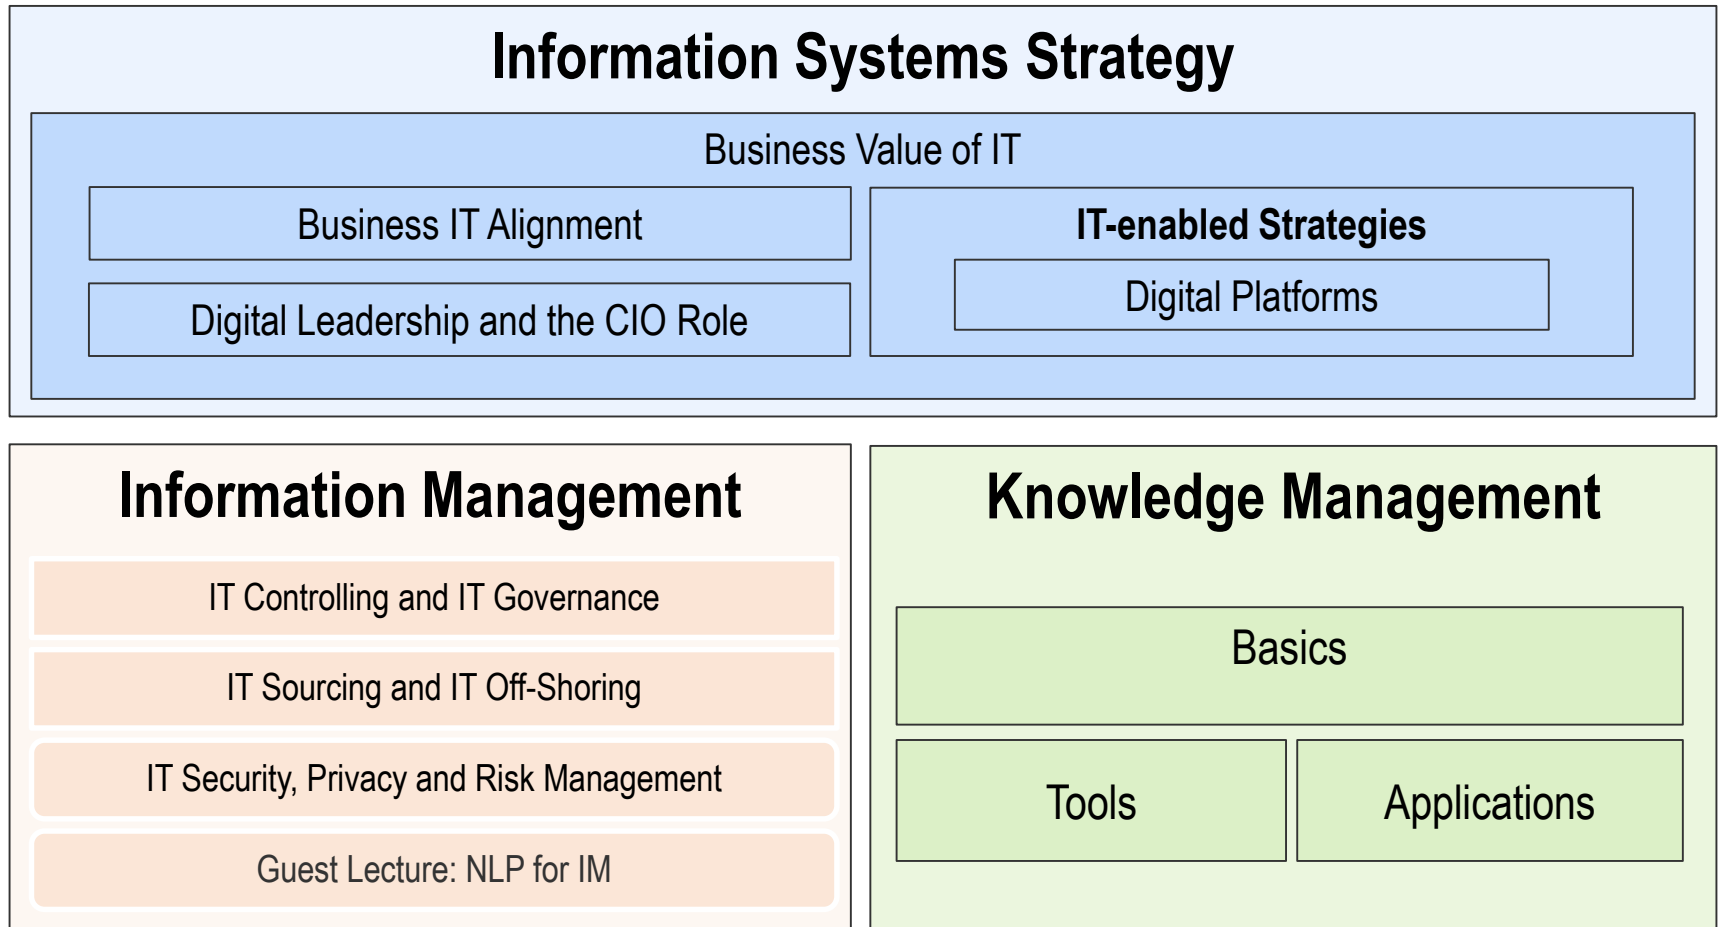 Information Systems Strategy
Business Value of IT
Business IT Alignment
Digital Leadership and the CIO Role
IT-enabled Strategies
Digital Platforms
Information Management
IT Controlling and IT Governance
IT Sourcing and IT Off-Shoring
IT Security, Privacy and Risk Management
Guest Lecture: NLP for IM
Knowledge Management
Basics
Tools
Applications